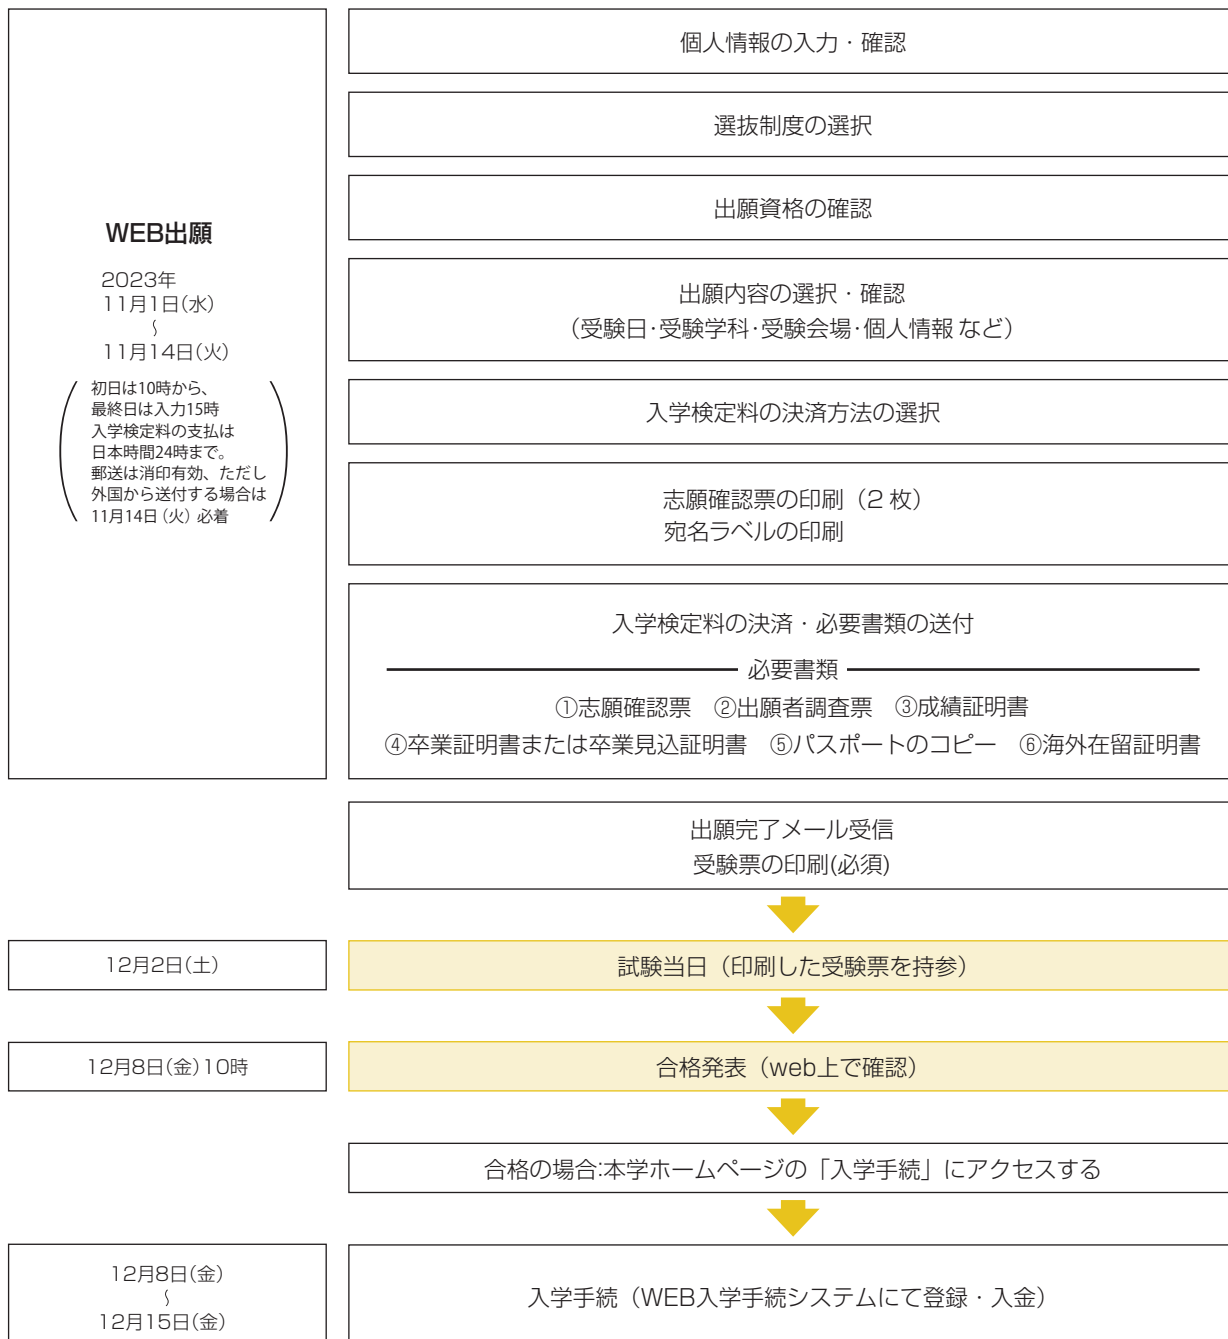 WEB出願
2023年
11月1日(水)
〜
11月14日(火)
初日は10時から、
最終日は入力15時
入学検定料の支払は
日本時間24時まで。
郵送は消印有効、ただし
外国から送付する場合は
11月14日(火)必着
個人情報の入力・確認
選抜制度の選択
出願資格の確認
出願内容の選択・確認
(受験日・受験学科・受験会場・個人情報 など)
入学検定料の決済方法の選択
志願確認票の印刷(2 枚)
宛名ラベルの印刷
入学検定料の決済・必要書類の送付
必要書類
①志願確認票 ②出願者調査票 ③成績証明書
④卒業証明書または卒業見込証明書 ⑤パスポートのコピー ⑥海外在留証明書
出願完了メール受信
受験票の印刷(必須)
12月2日(土)
試験当日(印刷した受験票を持参)
12月8日(金)10時
合格発表(web上で確認)
合格の場合:本学ホームページの「入学手続」にアクセスする
12月8日(金)
〜
12月15日(金)
入学手続(WEB入学手続システムにて登録・入金)